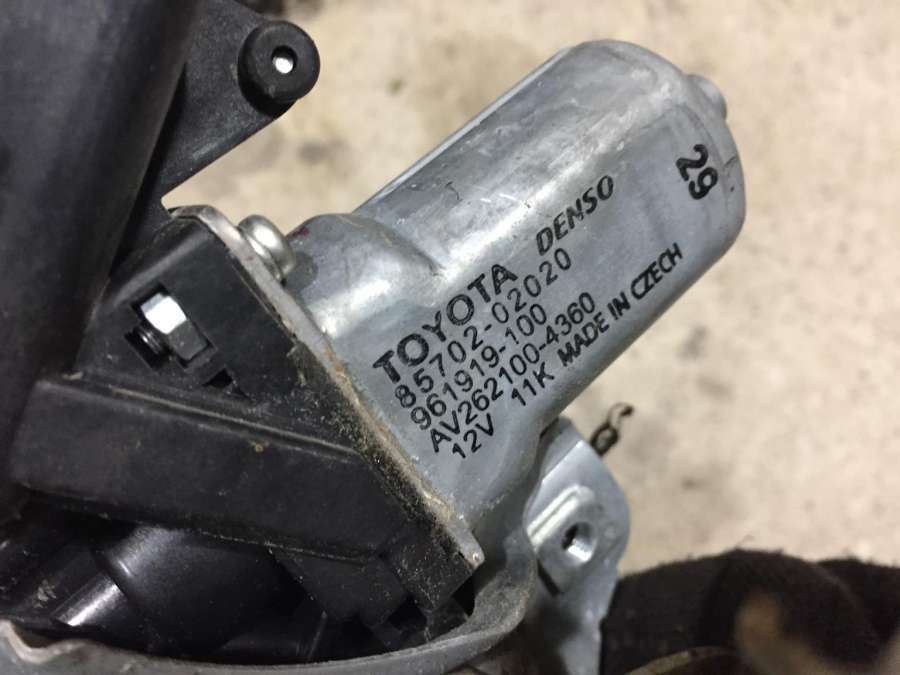 29
TOYOTA DENSO
85702-02020
961919-100
AV262100-4360
12V 11K MADE IN CZECH